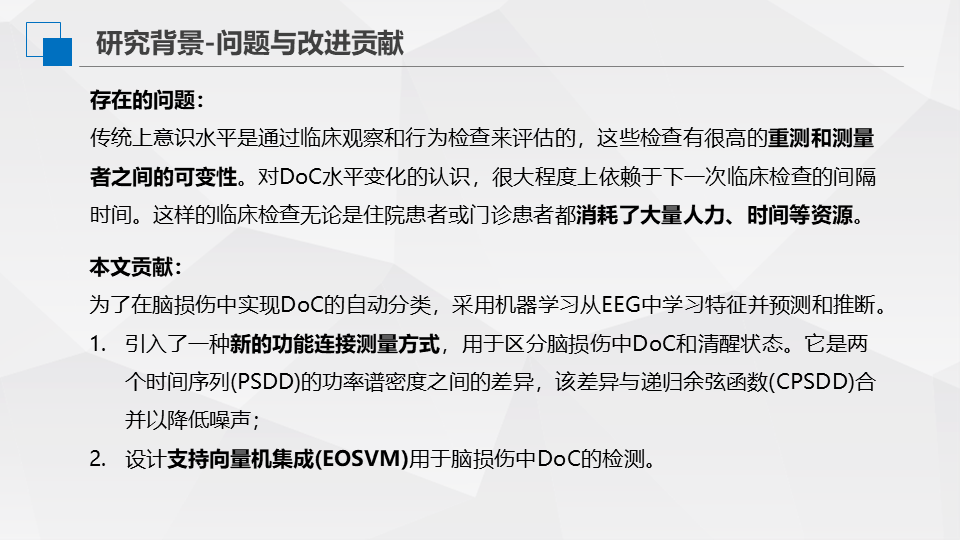 研究背景-问题与改进贡献
存在的问题：
传统上意识水平是通过临床观察和行为检查来评估的，这些检查有很高的重测和测量
者之间的可变性。对DoC水平变化的认识，很大程度上依赖于下一次临床检查的间隔
时间。这样的临床检查无论是住院患者或门诊患者都消耗了大量人力、时间等资源。
本文贡献：
为了在脑损伤中实现DoC的自动分类，采用机器学习从EEG中学习特征并预测和推断。
1. 引入了一种新的功能连接测量方式，用于区分脑损伤中DoC和清醒状态。它是两
个时间序列(PSDD)的功率谱密度之间的差异，该差异与递归余弦函数(CPSDD)合
并以降低噪声；
2. 设计支持向量机集成(EOSVM)用于脑损伤中DoC的检测。